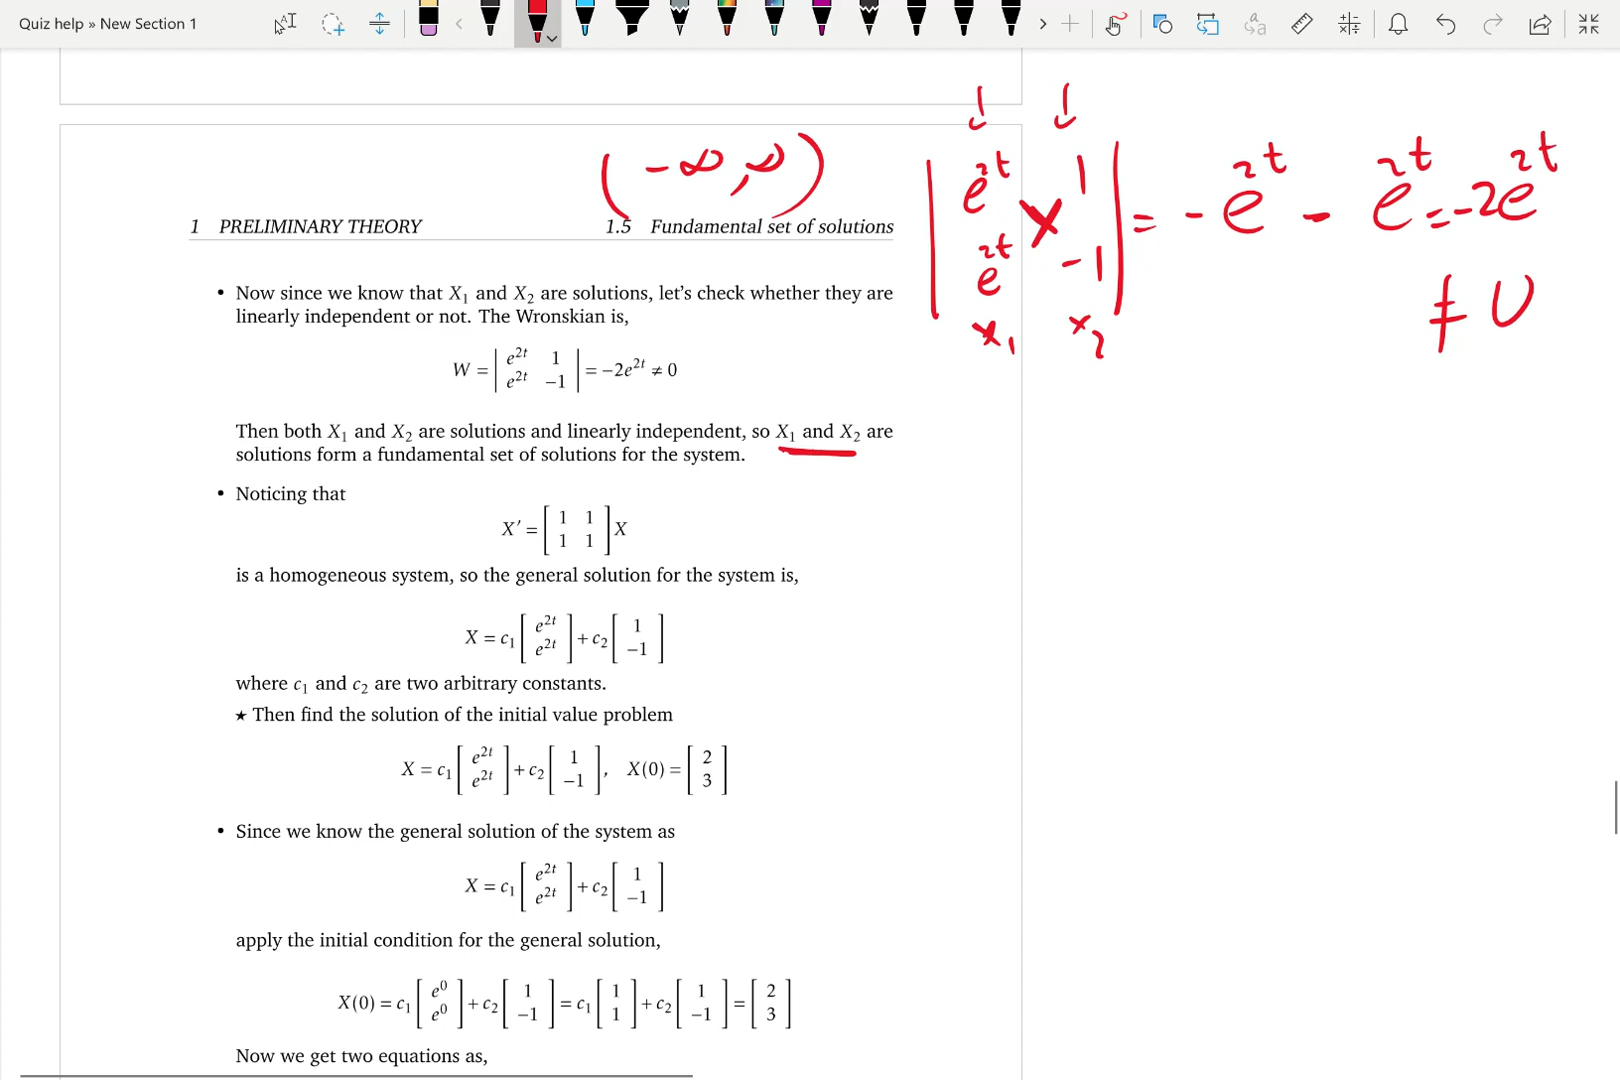 Quiz help » New Section 1
(-∞, ∞)
1 PRELIMINARY THEORY 1.5 Fundamental set of solutions
| e^{2t} 1 |
| e^{2t} -1 | = -e^{2t} - e^{2t} = -2e^{2t}
≠ 0
x₁ x₂
• Now since we know that X₁ and X₂ are solutions, let's check whether they are
linearly independent or not. The Wronskian is,
W = | e^{2t} 1 | = −2e^{2t} ≠ 0
| e^{2t} −1 |
Then both X₁ and X₂ are solutions and linearly independent, so X₁ and X₂ are
solutions form a fundamental set of solutions for the system.
• Noticing that
X′ = [ 1 1 ] X
[ 1 1 ]
is a homogeneous system, so the general solution for the system is,
X = c₁ [ e^{2t} ] + c₂ [ 1 ]
[ e^{2t} ] [ −1 ]
where c₁ and c₂ are two arbitrary constants.
★ Then find the solution of the initial value problem
X = c₁ [ e^{2t} ] + c₂ [ 1 ], X(0) = [ 2 ]
[ e^{2t} ] [ −1 ] [ 3 ]
• Since we know the general solution of the system as
X = c₁ [ e^{2t} ] + c₂ [ 1 ]
[ e^{2t} ] [ −1 ]
apply the initial condition for the general solution,
X(0) = c₁ [ e⁰ ] + c₂ [ 1 ] = c₁ [ 1 ] + c₂ [ 1 ] = [ 2 ]
[ e⁰ ] [ −1 ] [ 1 ] [ −1 ] [ 3 ]
Now we get two equations as,